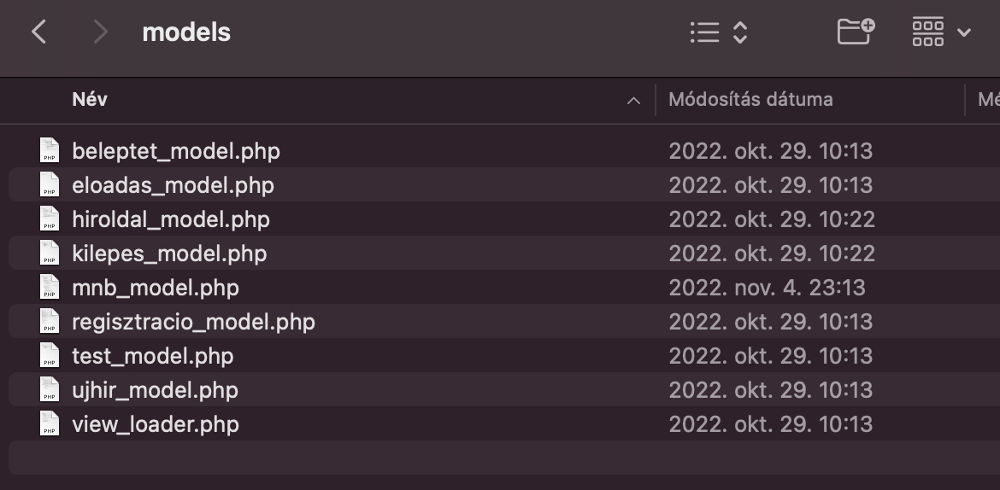 models
Név Módosítás dátuma Mé
beleptet_model.php 2022. okt. 29. 10:13
eloadas_model.php 2022. okt. 29. 10:13
hiroldal_model.php 2022. okt. 29. 10:22
kilepes_model.php 2022. okt. 29. 10:22
mnb_model.php 2022. nov. 4. 23:13
regisztracio_model.php 2022. okt. 29. 10:13
test_model.php 2022. okt. 29. 10:13
ujhir_model.php 2022. okt. 29. 10:13
view_loader.php 2022. okt. 29. 10:13